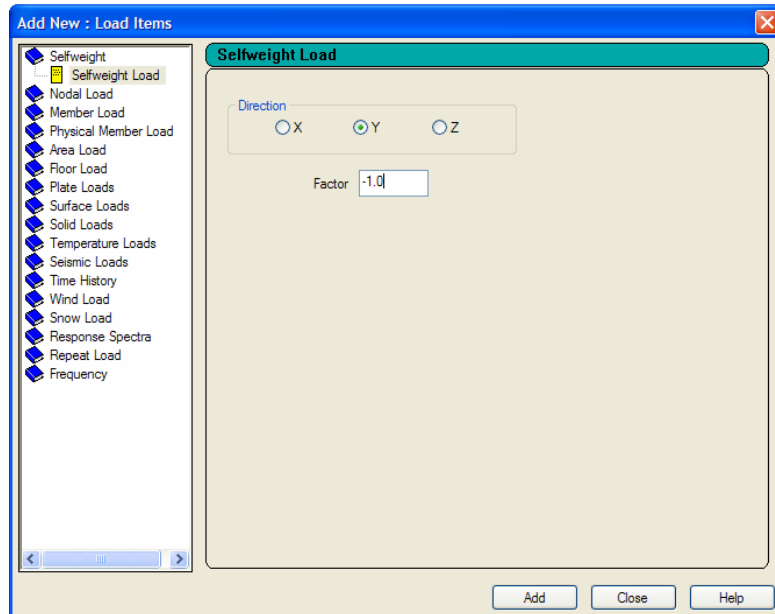 Add New : Load Items
Selfweight
Selfweight Load
Nodal Load
Member Load
Physical Member Load
Area Load
Floor Load
Plate Loads
Surface Loads
Solid Loads
Temperature Loads
Seismic Loads
Time History
Wind Load
Snow Load
Response Spectra
Repeat Load
Frequency
Selfweight Load
Direction
X Y Z
Factor -1.0
Add Close Help